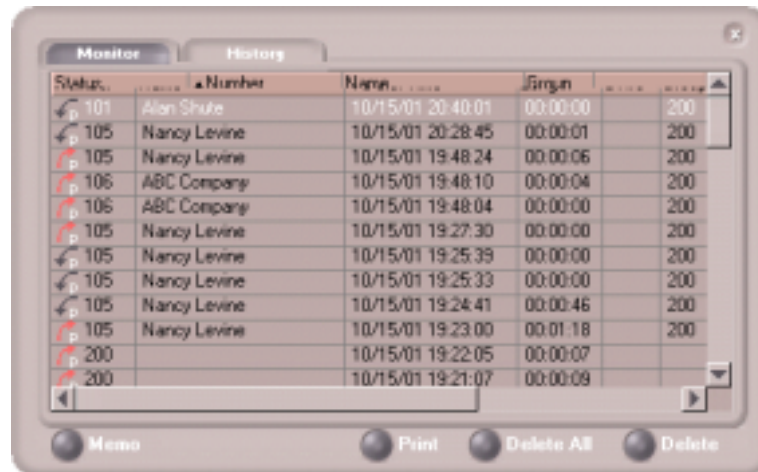 Monitor History
Status Number Name Group
101 Alan Shute 10/15/01 20:40:01 00:00:00 200
105 Nancy Levine 10/15/01 20:28:45 00:00:01 200
105 Nancy Levine 10/15/01 19:48:24 00:00:06 200
106 ABC Company 10/15/01 19:48:10 00:00:04 200
106 ABC Company 10/15/01 19:48:04 00:00:00 200
105 Nancy Levine 10/15/01 19:27:30 00:00:00 200
105 Nancy Levine 10/15/01 19:25:39 00:00:00 200
105 Nancy Levine 10/15/01 19:25:33 00:00:00 200
105 Nancy Levine 10/15/01 19:24:41 00:00:46 200
105 Nancy Levine 10/15/01 19:23:00 00:01:18 200
200 10/15/01 19:22:05 00:00:07
200 10/15/01 19:21:07 00:00:09
Memo Print Delete All Delete